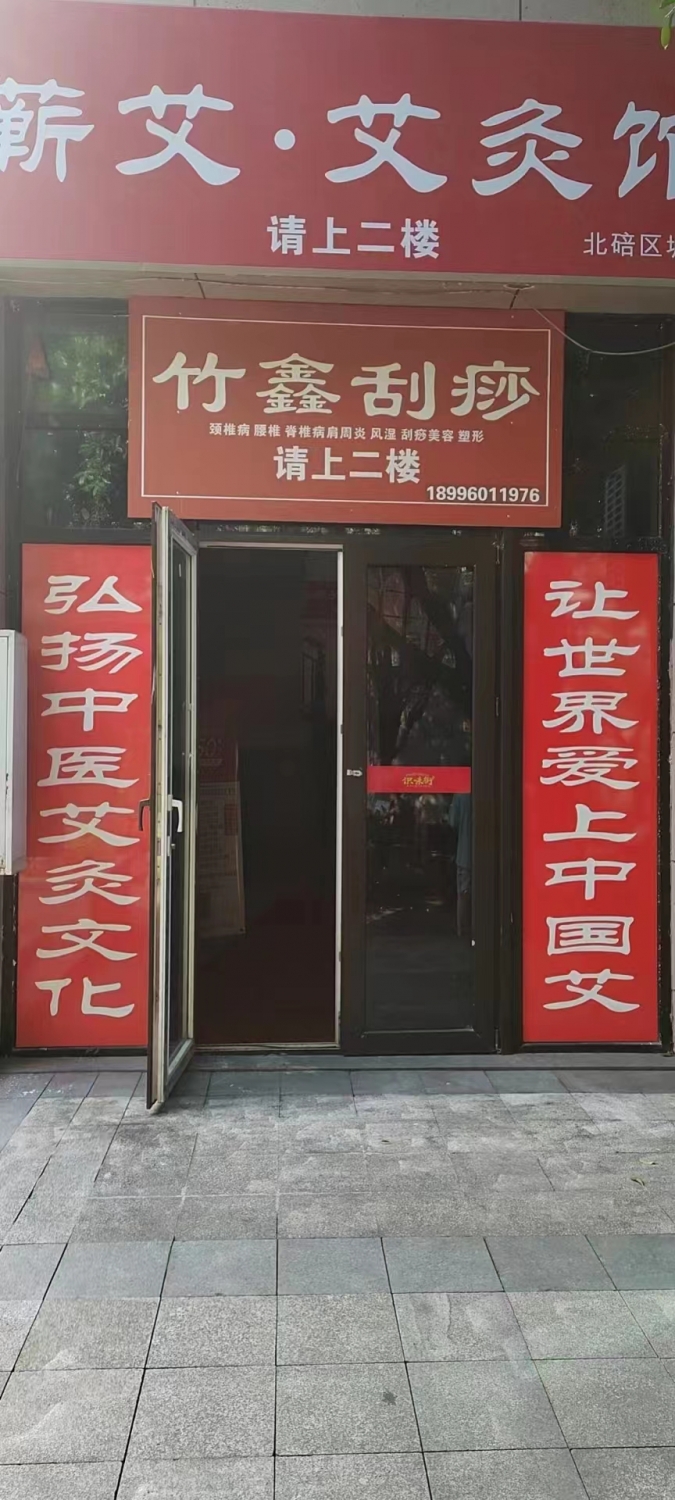 蕲艾·艾灸馆
请上二楼
北碚区
竹鑫刮痧
颈椎病 腰椎 脊椎病肩周炎 风湿 刮痧美容 塑形
请上二楼
18996011976
弘扬中医艾灸文化
让世界爱上中国艾